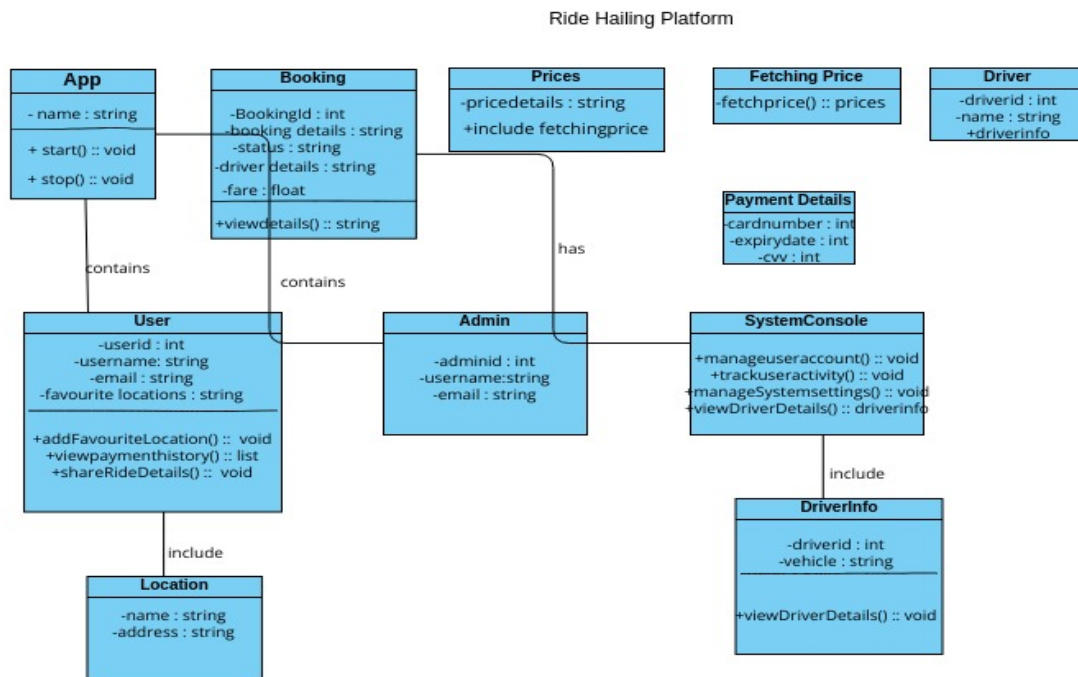 Ride Hailing Platform
App
- name : string
+ start() :: void
+ stop() :: void
Booking
-BookingId : int
-booking details : string
-status : string
-driver details : string
-fare : float
+viewdetails() :: string
Prices
-pricedetails : string
+include fetchingprice
Fetching Price
-fetchprice() :: prices
Driver
-driverid : int
-name : string
+driverinfo
Payment Details
-cardnumber : int
-expirydate : int
-cvv : int
contains
contains
has
User
-userid : int
-username: string
-email : string
-favourite locations : string
+addFavouriteLocation() :: void
+viewpaymenthistory() :: list
+shareRideDetails() :: void
Admin
-adminid : int
-username:string
-email : string
SystemConsole
+manageuseraccount() :: void
+trackuseractivity() :: void
+manageSystemsettings() :: void
+viewDriverDetails() :: driverinfo
include
include
Location
-name : string
-address : string
DriverInfo
-driverid : int
-vehicle : string
+viewDriverDetails() :: void